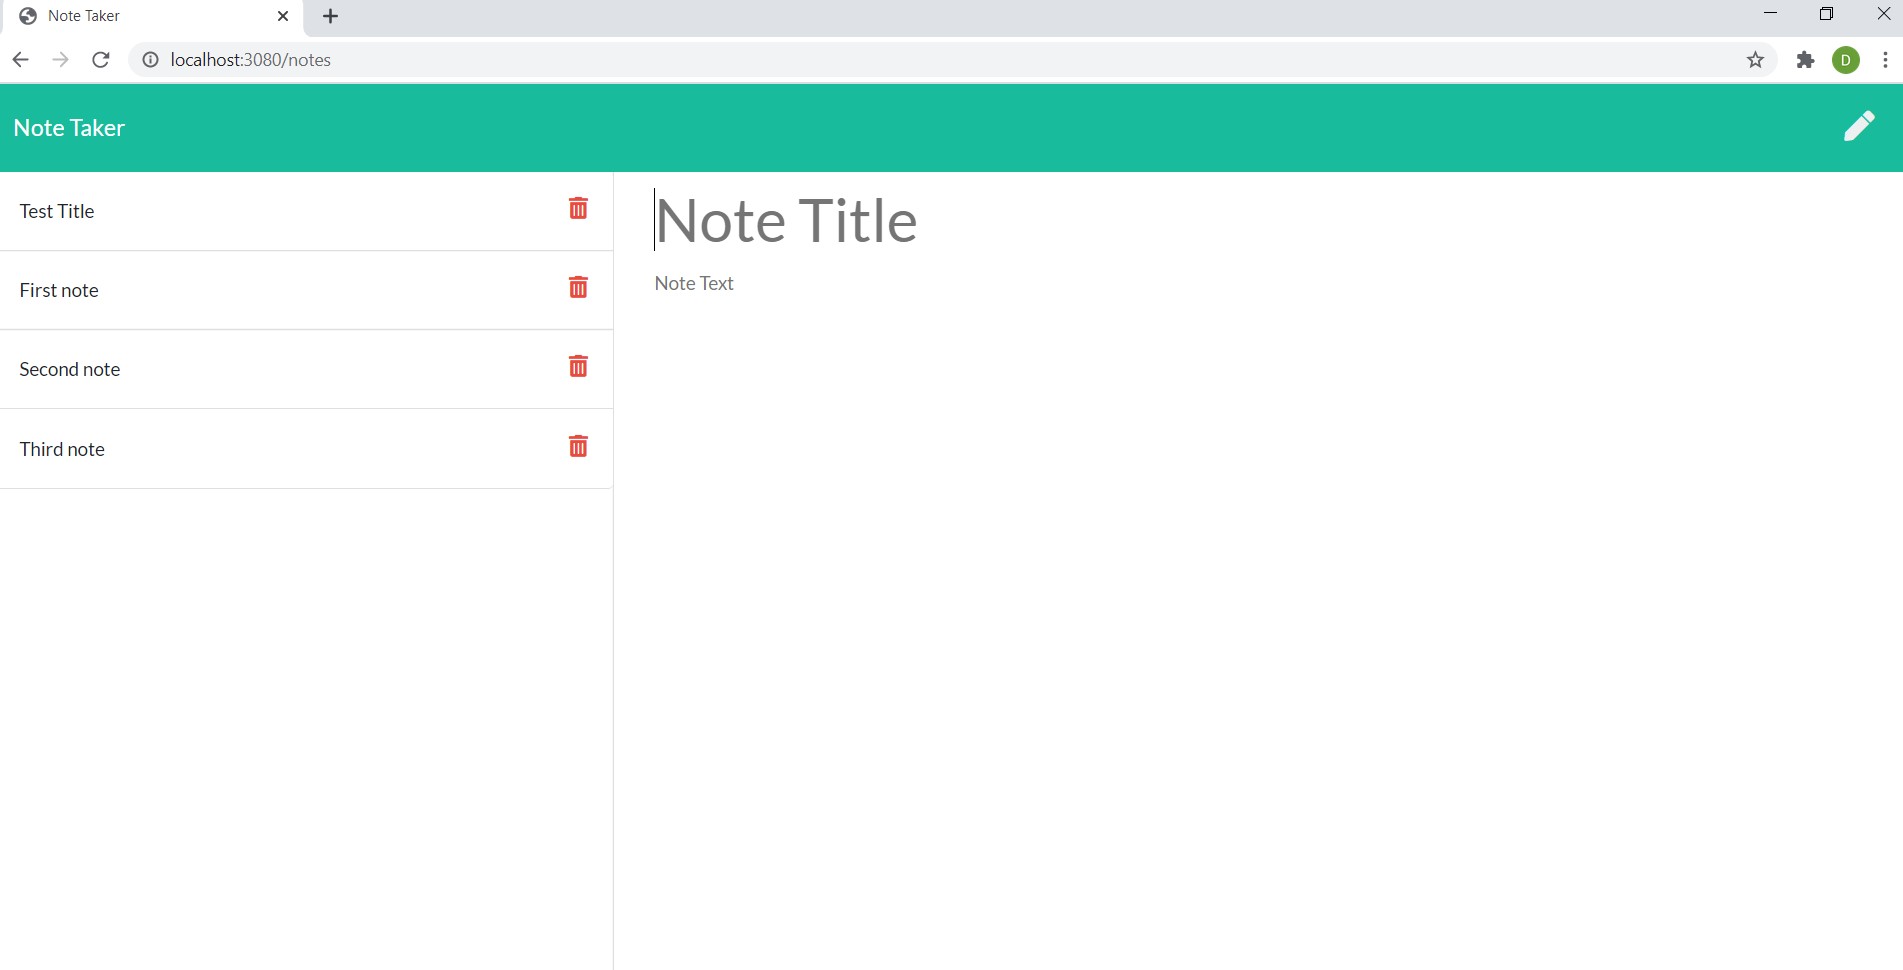 Note Taker
localhost:3080/notes
D
Note Taker
Test Title
First note
Second note
Third note
Note Title
Note Text